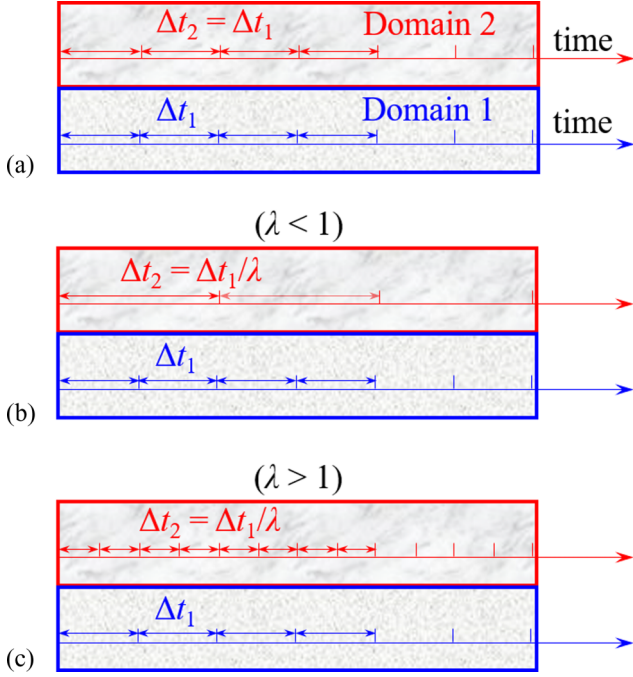 Δt₂ = Δt₁ Domain 2 time
Δt₁ Domain 1 time
(a)
(λ < 1)
Δt₂ = Δt₁/λ
Δt₁
(b)
(λ > 1)
Δt₂ = Δt₁/λ
Δt₁
(c)